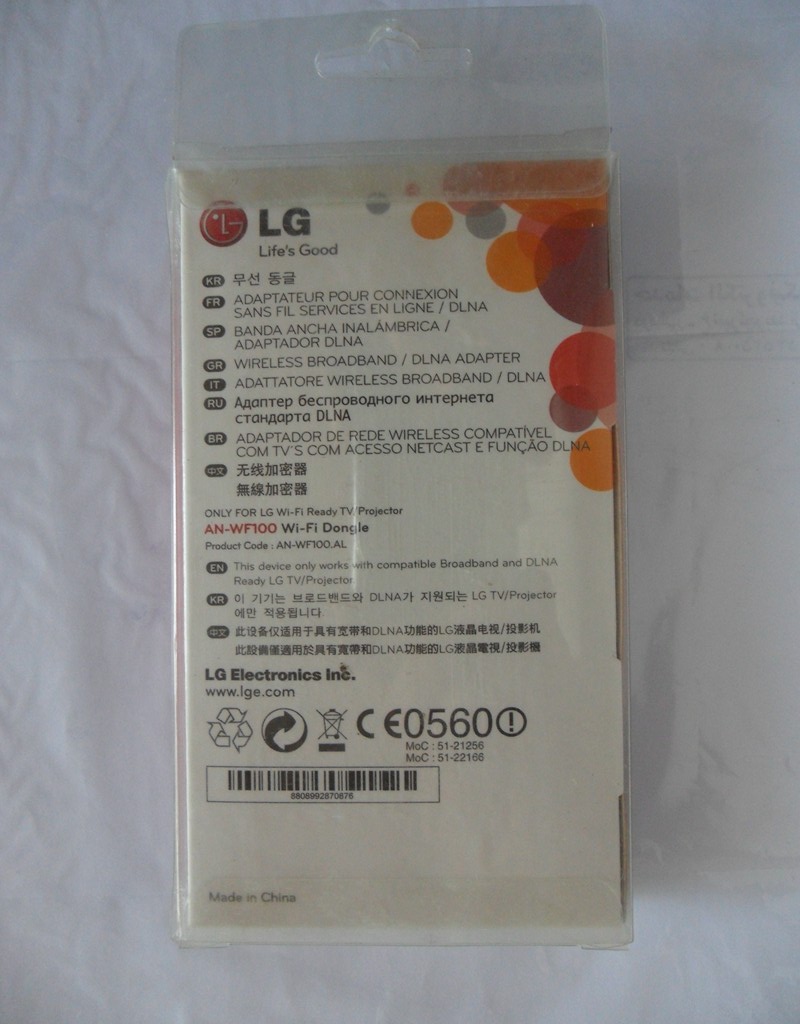 LG
Life's Good
KR 무선 동글
FR ADAPTATEUR POUR CONNEXION
SANS FIL SERVICES EN LIGNE / DLNA
SP BANDA ANCHA INALÁMBRICA /
ADAPTADOR DLNA
GR WIRELESS BROADBAND / DLNA ADAPTER
IT ADATTATORE WIRELESS BROADBAND / DLNA
RU Адаптер беспроводного интернета
стандарта DLNA
BR ADAPTADOR DE REDE WIRELESS COMPATÍVEL
COM TV'S COM ACESSO NETCAST E FUNÇÃO DLNA
中文 无线加密器
無線加密器
ONLY FOR LG Wi-Fi Ready TV/Projector
AN-WF100 Wi-Fi Dongle
Product Code : AN-WF100.AL
EN This device only works with compatible Broadband and DLNA
Ready LG TV/Projector.
KR 이 기기는 브로드밴드와 DLNA가 지원되는 LG TV/Projector
에만 적용됩니다.
中文 此设备仅适用于具有宽带和DLNA功能的LG液晶电视/投影机
此設備僅適用於具有寬帶和DLNA功能的LG液晶電視/投影機
LG Electronics Inc.
www.lge.com
CE0560
MoC : 51-21256
MoC : 51-22166
8808992870876
Made in China